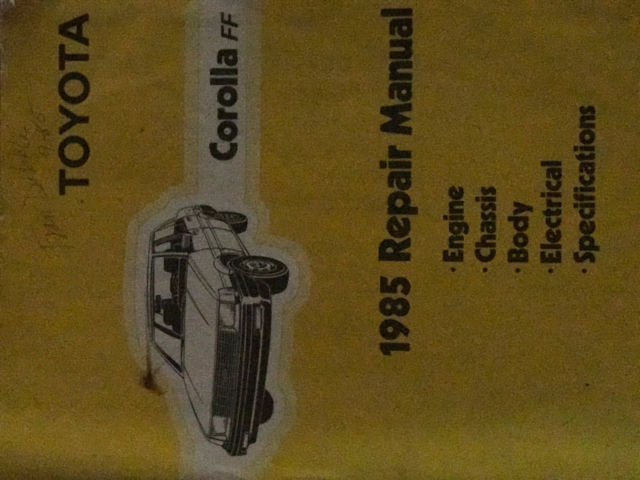 TOYOTA
Corolla FF
1985 Repair Manual
· Engine
· Chassis
· Body
· Electrical
· Specifications